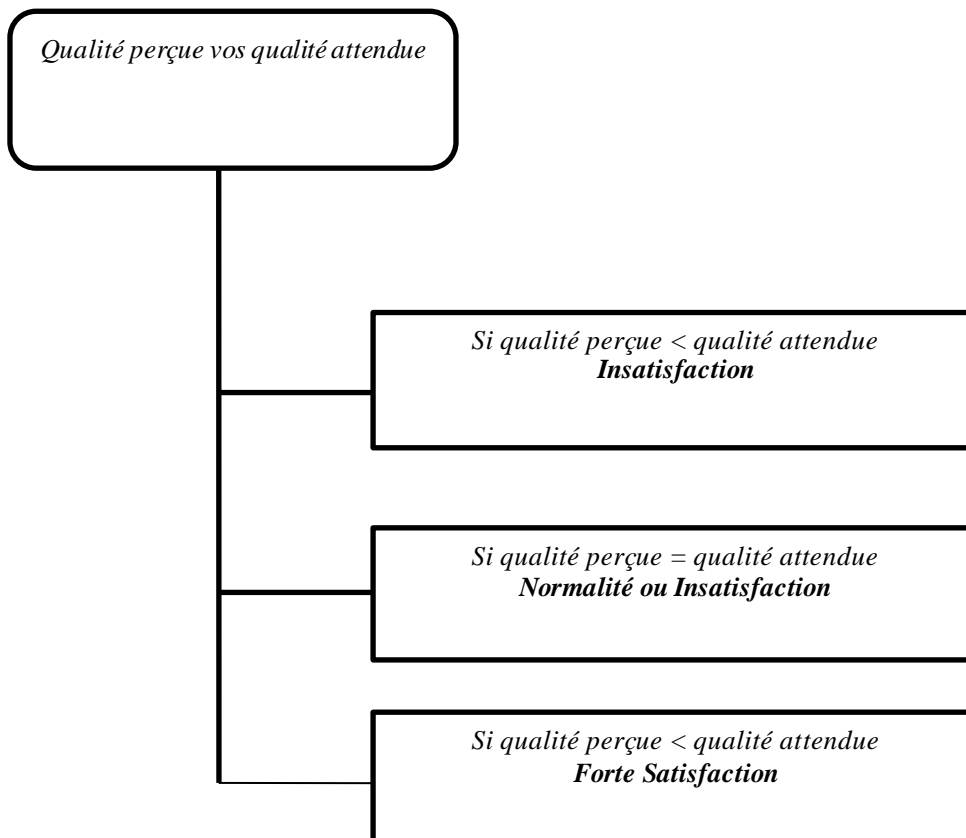 Qualité perçue vos qualité attendue
Si qualité perçue < qualité attendue
Insatisfaction
Si qualité perçue = qualité attendue
Normalité ou Insatisfaction
Si qualité perçue < qualité attendue
Forte Satisfaction